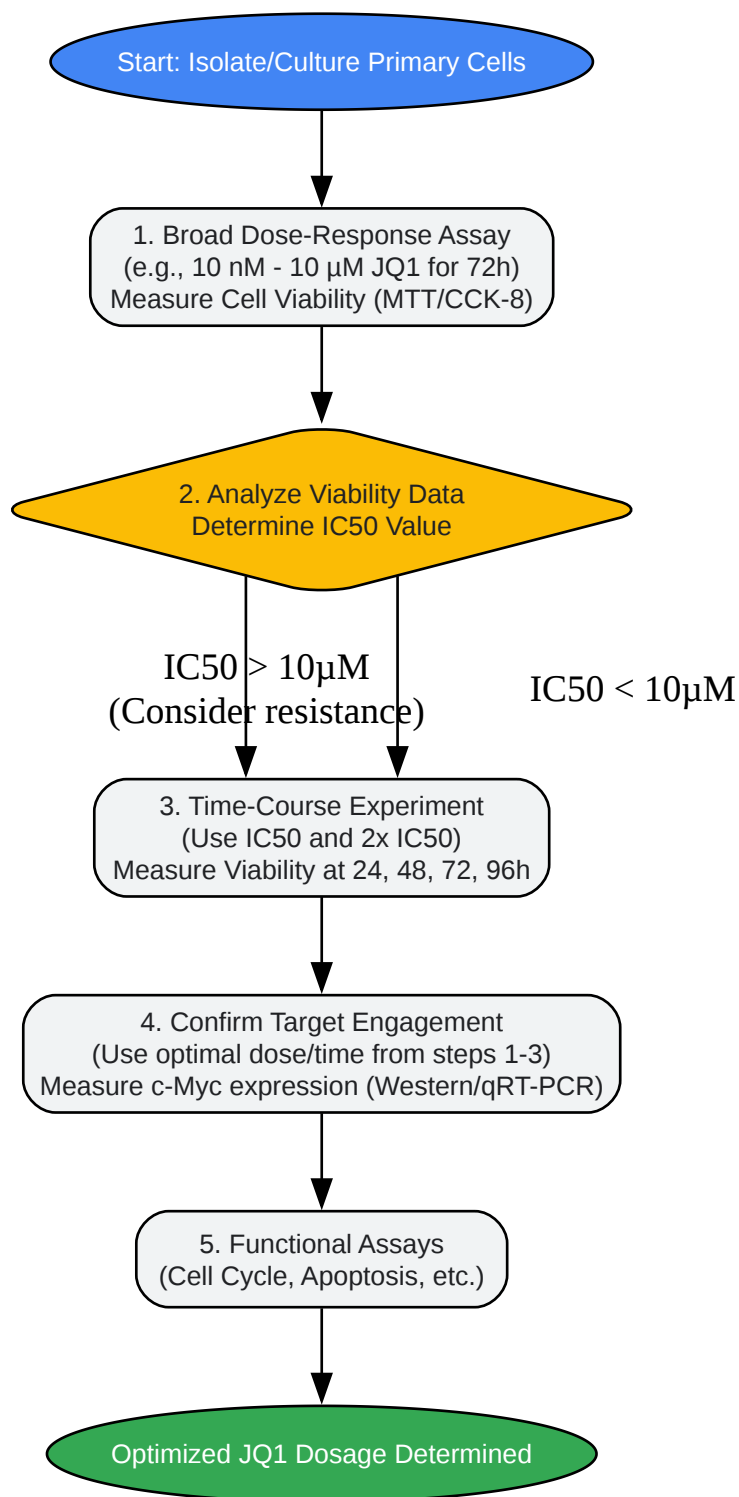 Start: Isolate/Culture Primary Cells
1. Broad Dose-Response Assay
(e.g., 10 nM - 10 µM JQ1 for 72h)
Measure Cell Viability (MTT/CCK-8)
2. Analyze Viability Data
Determine IC50 Value
IC50 > 10µM
(Consider resistance)
IC50 < 10µM
3. Time-Course Experiment
(Use IC50 and 2x IC50)
Measure Viability at 24, 48, 72, 96h
4. Confirm Target Engagement
(Use optimal dose/time from steps 1-3)
Measure c-Myc expression (Western/qRT-PCR)
5. Functional Assays
(Cell Cycle, Apoptosis, etc.)
Optimized JQ1 Dosage Determined